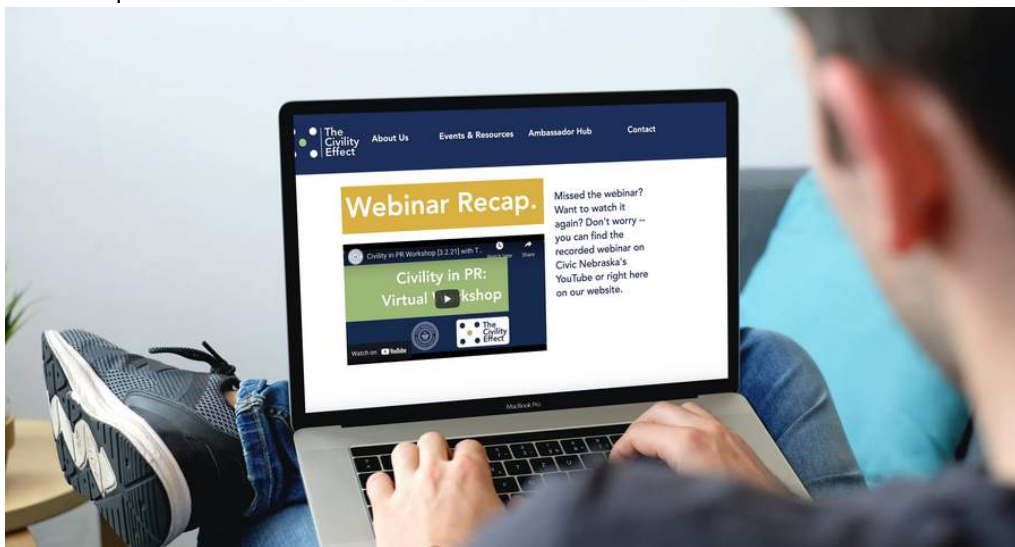 The
Civility
Effect
About Us
Events & Resources
Ambassador Hub
Contact
Webinar Recap.
Civility in PR Workshop [3.2.21] with T...
Share
Civility in PR:
Virtual
The
Civility
Effect
Watch on YouTube
Missed the webinar?
Want to watch it
again? Don't worry –
you can find the
recorded webinar on
Civic Nebraska's
YouTube or right here
on our website.
MacBook Pro